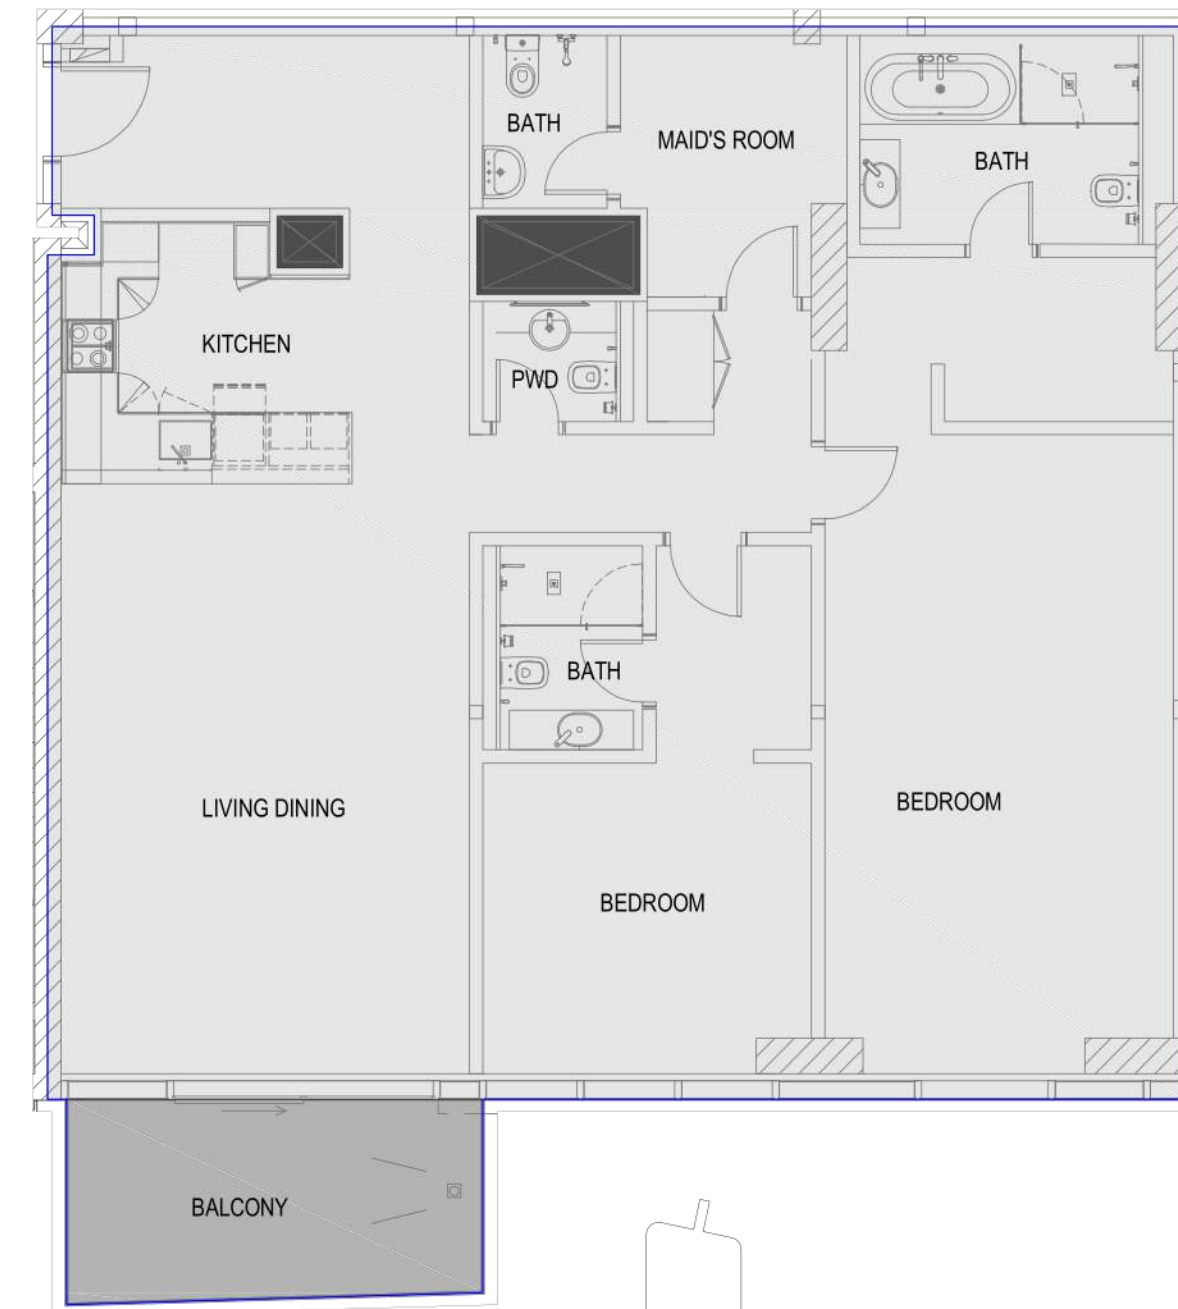 BATH
MAID'S ROOM
BATH
KITCHEN
PWD
BATH
LIVING DINING
BEDROOM
BEDROOM
BALCONY